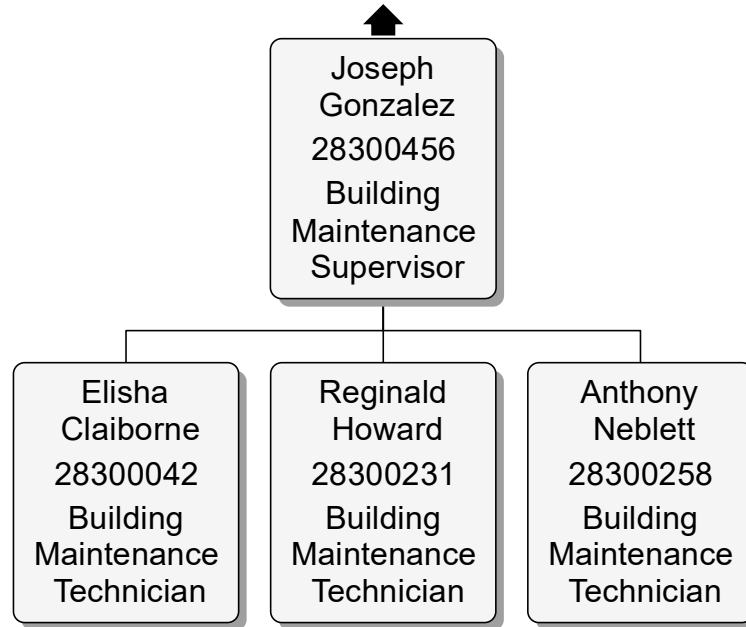 Joseph
Gonzalez
28300456
Building
Maintenance
Supervisor
Elisha
Claiborne
28300042
Building
Maintenance
Technician
Reginald
Howard
28300231
Building
Maintenance
Technician
Anthony
Neblett
28300258
Building
Maintenance
Technician